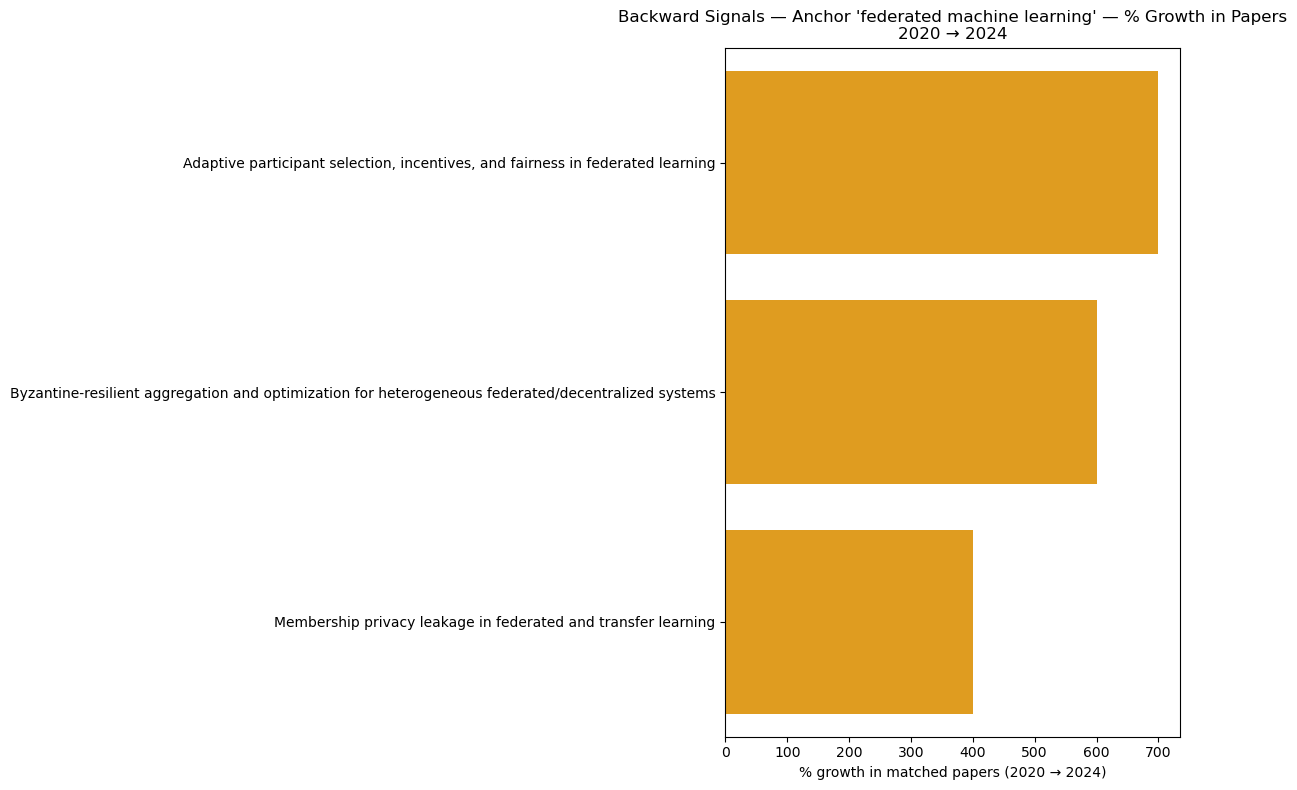 Backward Signals — Anchor 'federated machine learning' — % Growth in Papers
2020 → 2024
Adaptive participant selection, incentives, and fairness in federated learning
Byzantine-resilient aggregation and optimization for heterogeneous federated/decentralized systems
Membership privacy leakage in federated and transfer learning
0 100 200 300 400 500 600 700
% growth in matched papers (2020 → 2024)